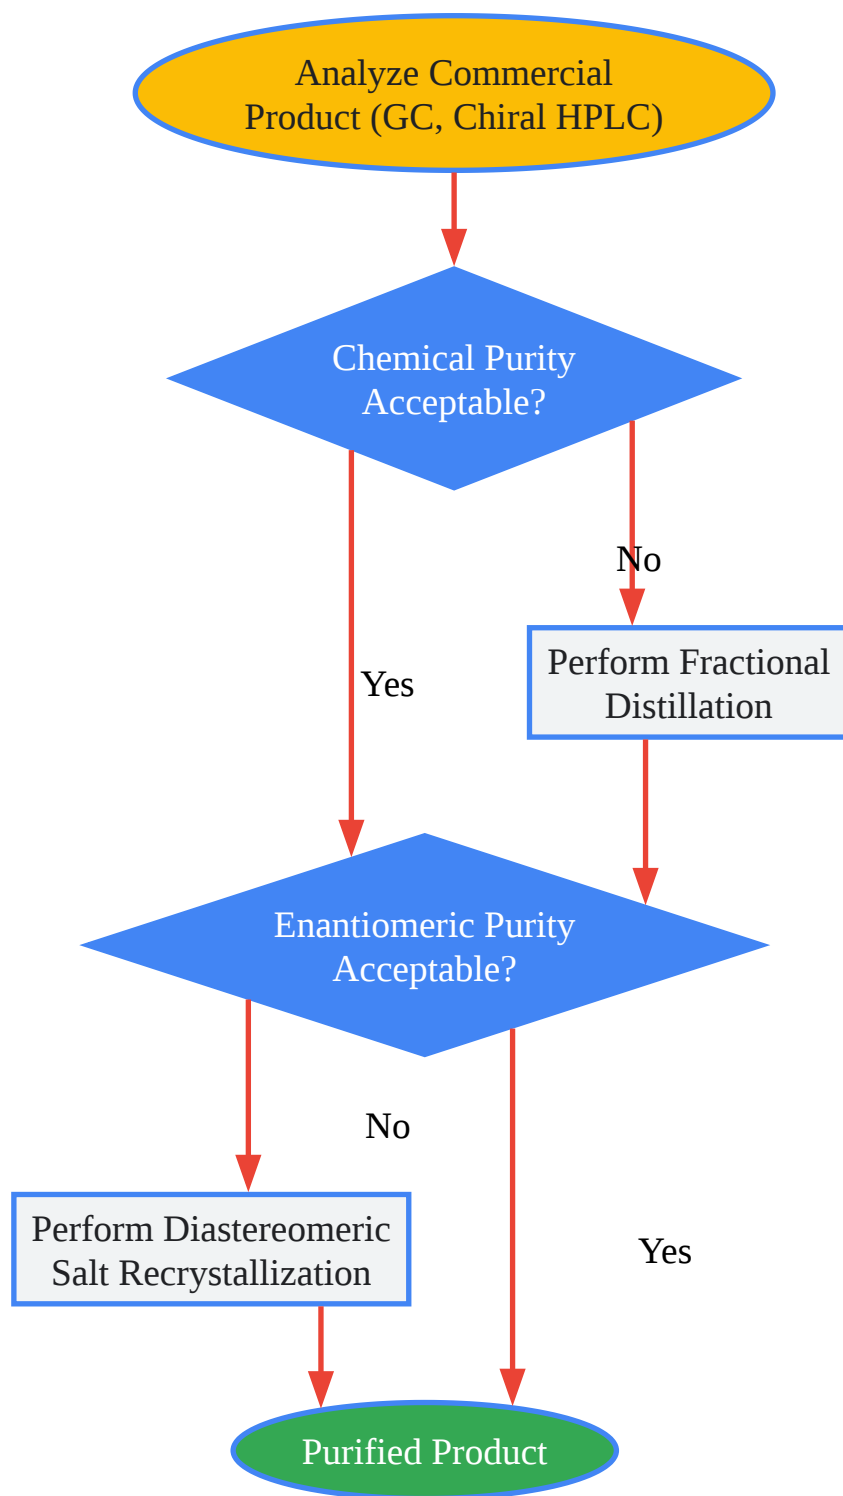 Analyze Commercial
Product (GC, Chiral HPLC)
Chemical Purity
Acceptable?
No
Perform Fractional
Distillation
Yes
Enantiomeric Purity
Acceptable?
No
Perform Diastereomeric
Salt Recrystallization
Yes
Purified Product